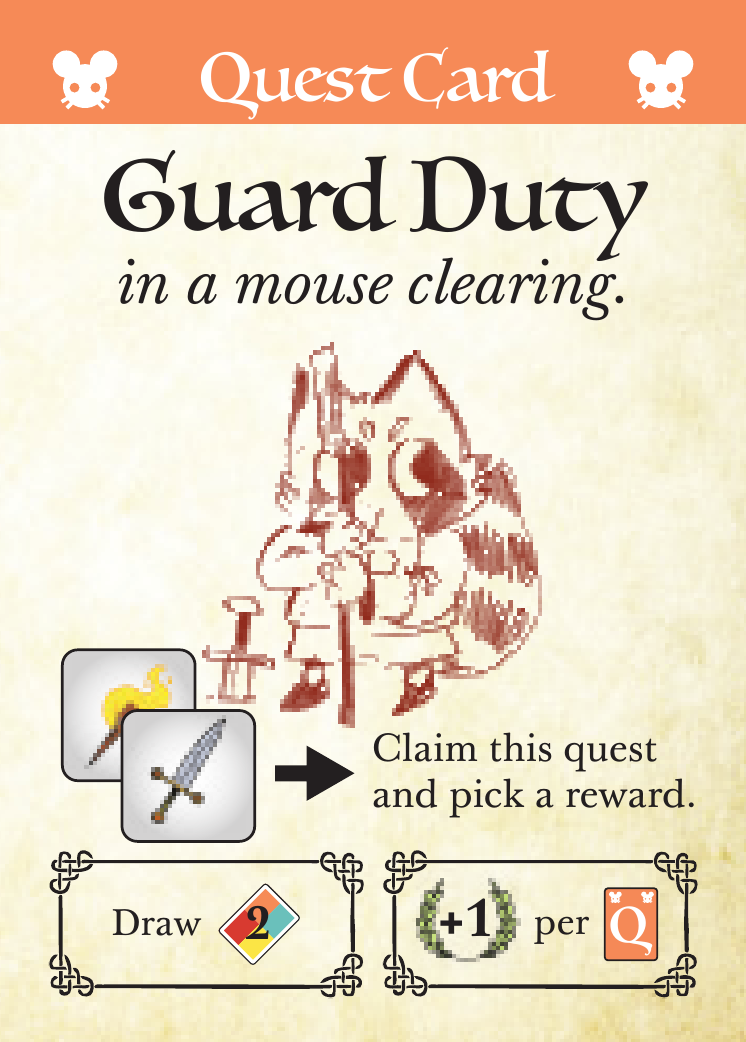 Quest Card
Guard Duty
in a mouse clearing.
Claim this quest
and pick a reward.
Draw 2
+1 per Q